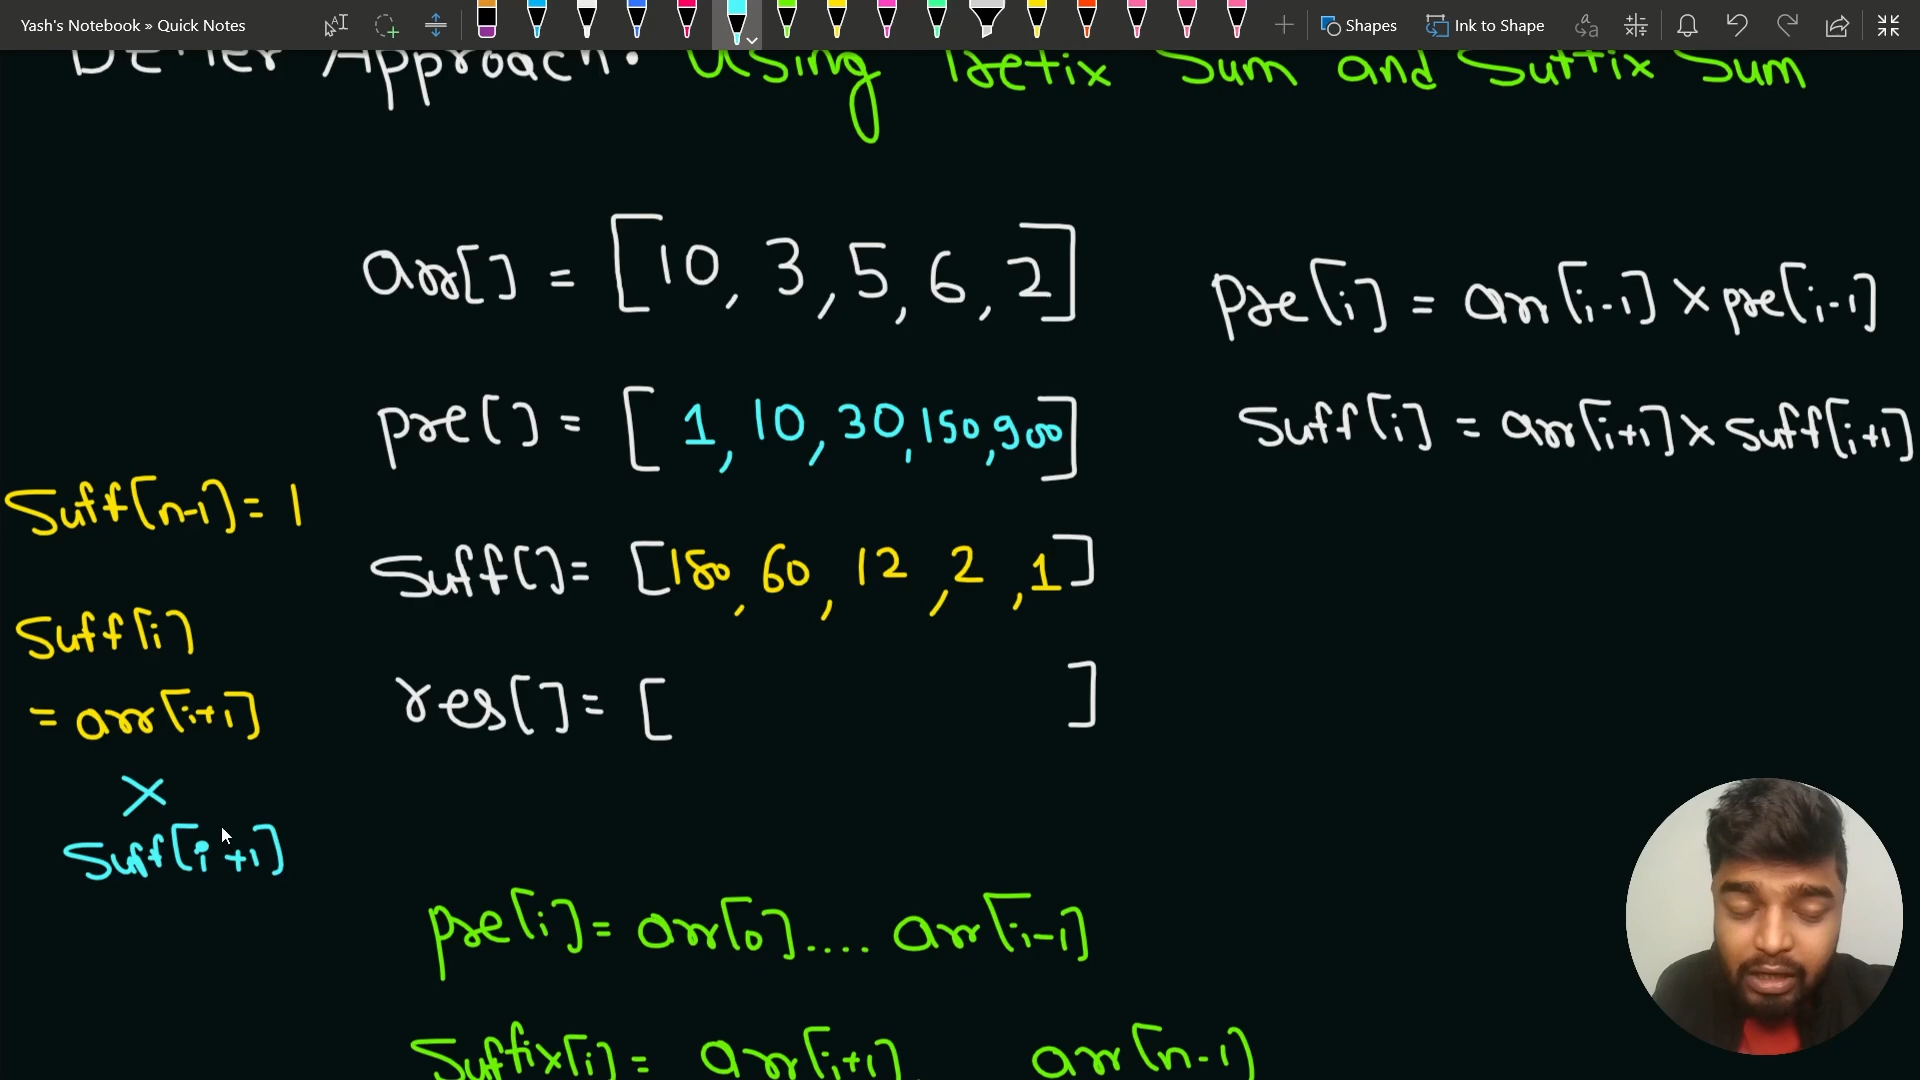 Yash's Notebook » Quick Notes
Shapes
Ink to Shape
Better Approach: Using Prefix Sum and Suffix Sum
arr[] = [10, 3, 5, 6, 2]
pre[i] = arr[i-1] × pre[i-1]
pre[] = [1, 10, 30, 150, 900]
Suff[i] = arr[i+1] × suff[i+1]
Suff[n-1] = 1
Suff[] = [180, 60, 12, 2, 1]
Suff[i]
= arr[i+1]
×
Suff[i+1]
res[] = [ ]
pre[i] = arr[0].... arr[i-1]
Suffix[i] = arr[i+1] arr[n-1]